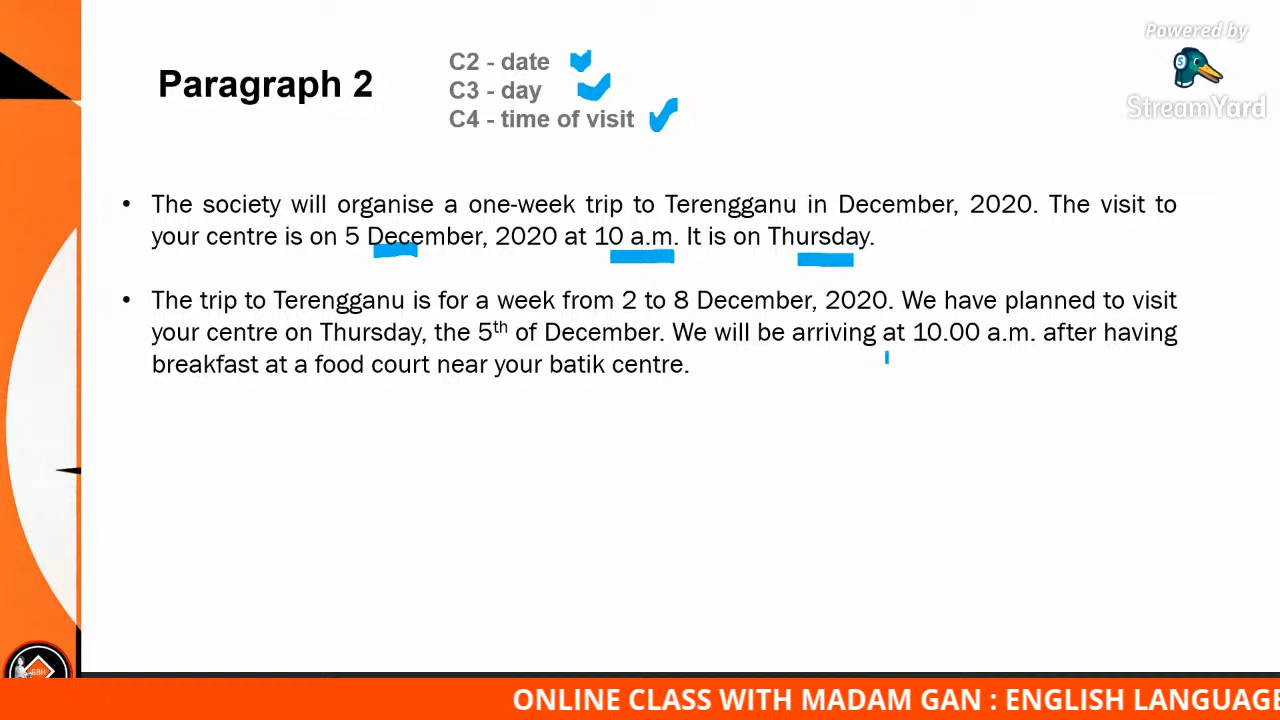 Powered by
StreamYard
Paragraph 2
C2 - date
C3 - day
C4 - time of visit
• The society will organise a one-week trip to Terengganu in December, 2020. The visit to
your centre is on 5 December, 2020 at 10 a.m. It is on Thursday.
• The trip to Terengganu is for a week from 2 to 8 December, 2020. We have planned to visit
your centre on Thursday, the 5th of December. We will be arriving at 10.00 a.m. after having
breakfast at a food court near your batik centre.
ONLINE CLASS WITH MADAM GAN : ENGLISH LANGUAGE